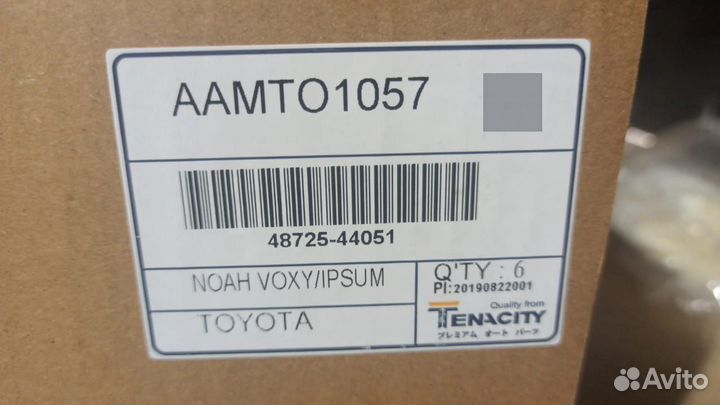 AAMTO1057
48725-44051
NOAH VOXY/IPSUM
TOYOTA
Q'TY : 6
PI:20190822001
Quality from
TENACITY
プレミアム オート パーツ
Avito